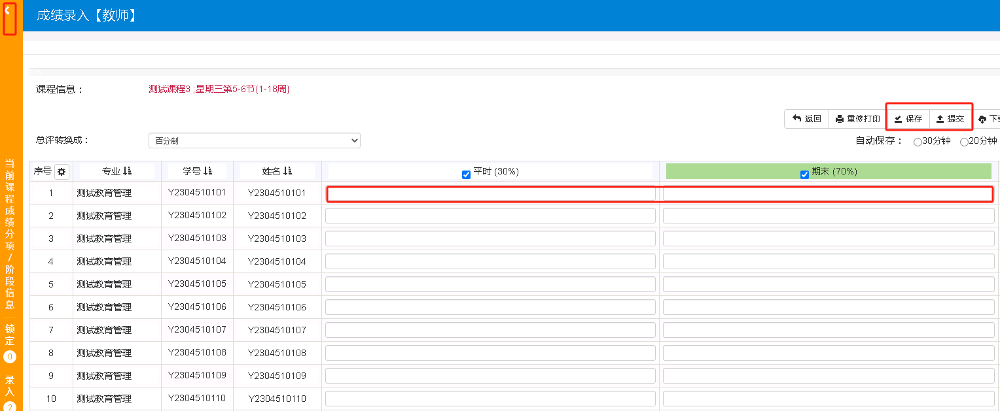 成绩录入【教师】
课程信息：
测试课程3 ;星期三第5-6节{1-18周}
返回 重修打印 保存 提交
总评转换成：
百分制
自动保存： 30分钟 20分钟
序号 专业 学号 姓名 平时 (30%) 期末 (70%)
1 测试教育管理 Y2304510101 Y2304510101
2 测试教育管理 Y2304510102 Y2304510102
3 测试教育管理 Y2304510103 Y2304510103
4 测试教育管理 Y2304510104 Y2304510104
5 测试教育管理 Y2304510105 Y2304510105
6 测试教育管理 Y2304510106 Y2304510106
7 测试教育管理 Y2304510107 Y2304510107
8 测试教育管理 Y2304510108 Y2304510108
9 测试教育管理 Y2304510109 Y2304510109
10 测试教育管理 Y2304510110 Y2304510110
当前课程成绩分项/阶段信息
锁定
0
录入
2